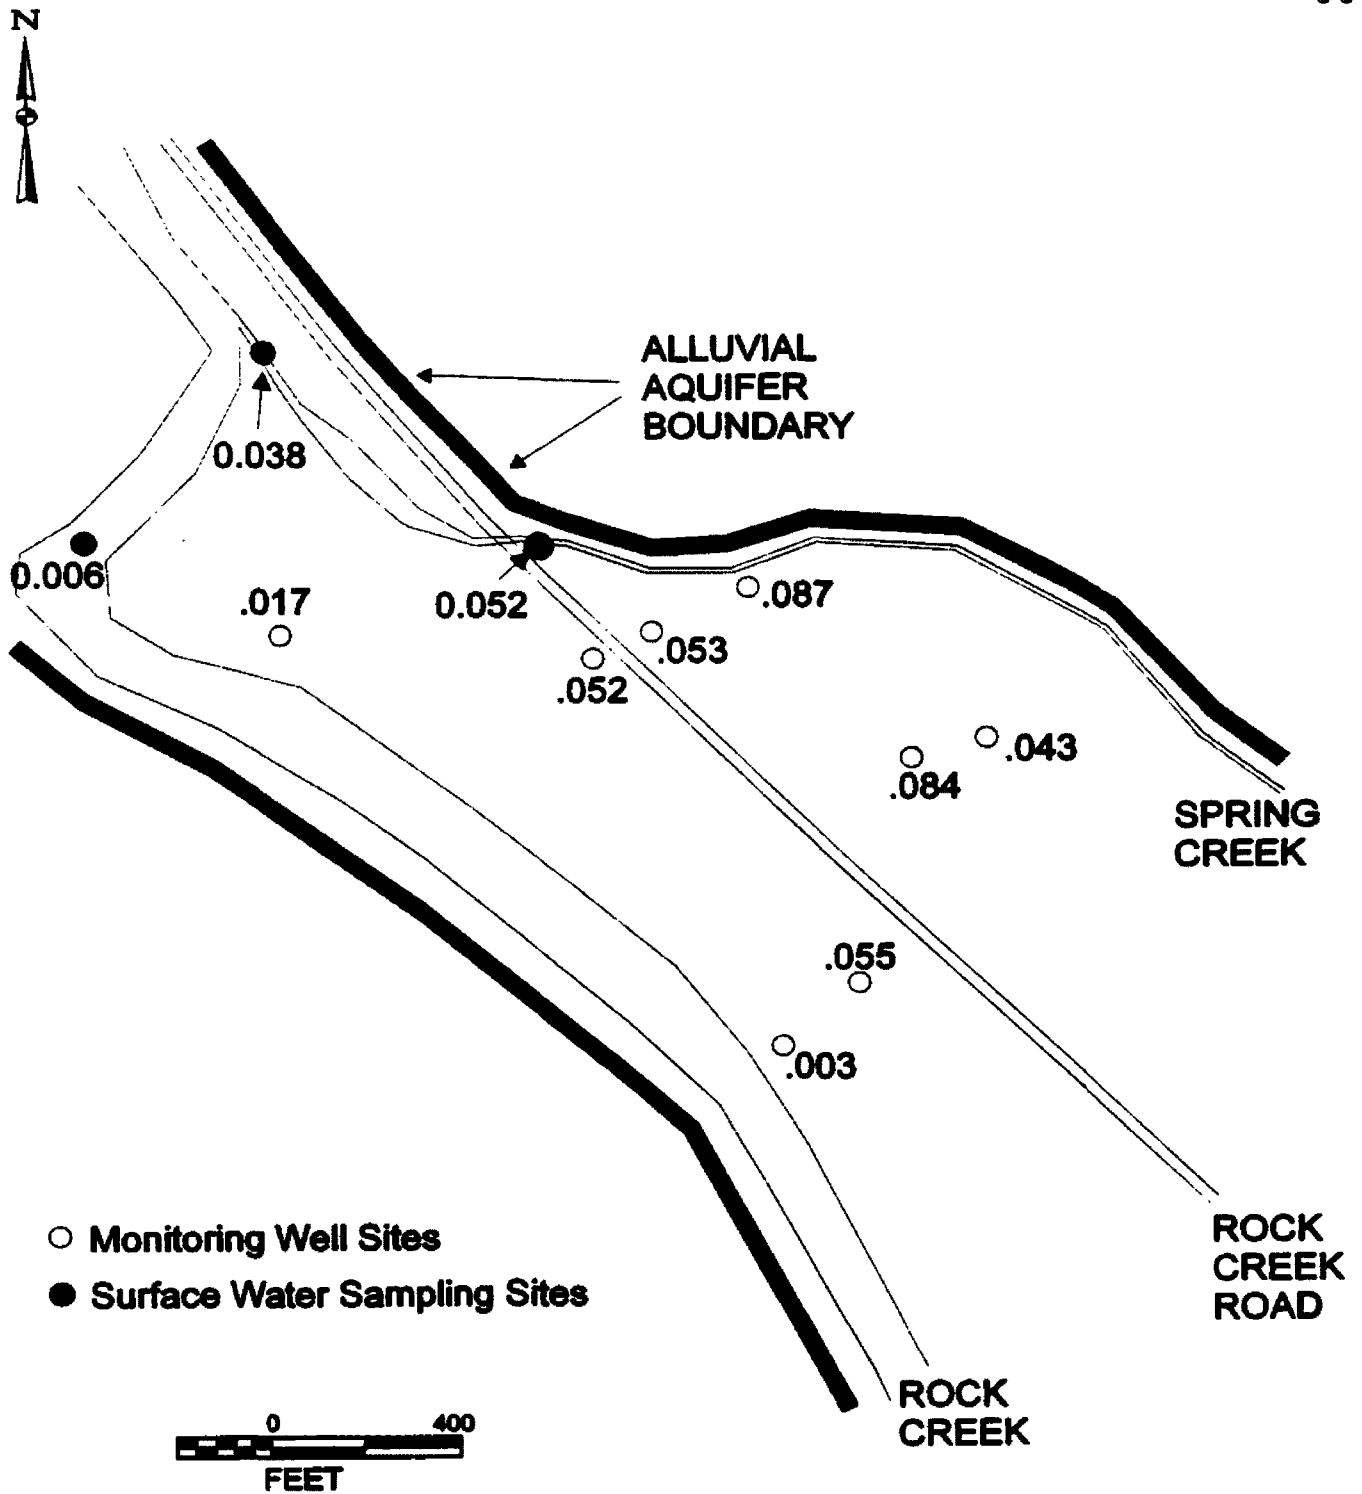 N
ALLUVIAL
AQUIFER
BOUNDARY
0.038
0.006
.017
0.052
.087
.053
.052
.043
.084
SPRING
CREEK
.055
.003
Monitoring Well Sites
Surface Water Sampling Sites
ROCK
CREEK
ROAD
ROCK
CREEK
0 400
FEET